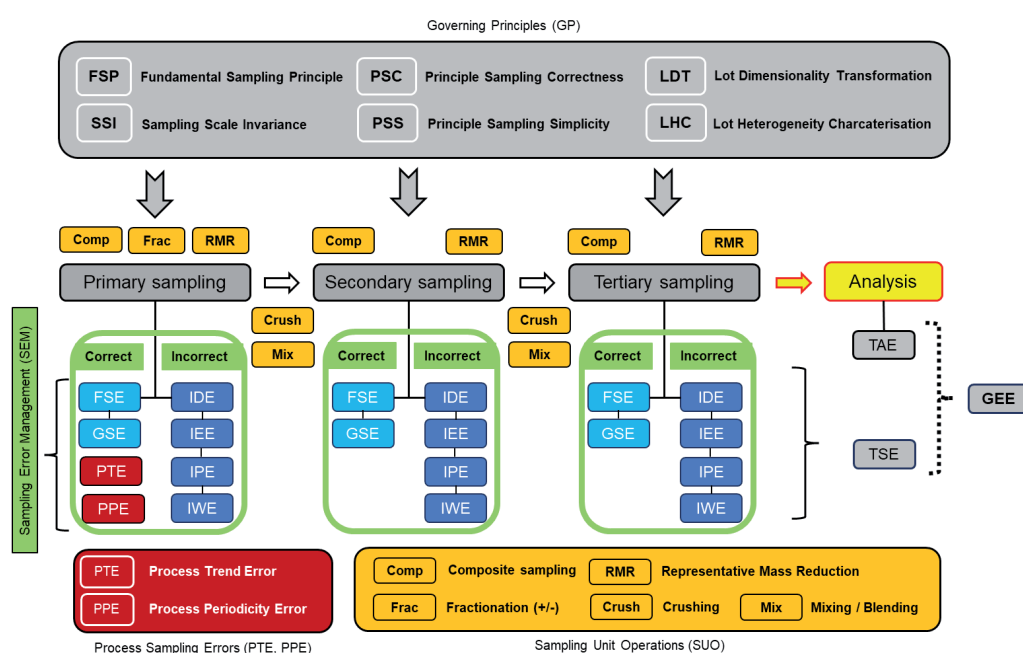 Governing Principles (GP)
FSP Fundamental Sampling Principle PSC Principle Sampling Correctness LDT Lot Dimensionality Transformation
SSI Sampling Scale Invariance PSS Principle Sampling Simplicity LHC Lot Heterogeneity Charcaterisation
Comp Frac RMR Comp RMR Comp RMR
Primary sampling Secondary sampling Tertiary sampling Analysis
Crush Crush
Mix Mix
Sampling Error Management (SEM)
Correct Incorrect Correct Incorrect Correct Incorrect
TAE
FSE IDE FSE IDE FSE IDE
GEE
GSE IEE GSE IEE GSE IEE
TSE
PTE IPE IPE IPE
PPE IWE IWE IWE
PTE Process Trend Error
PPE Process Periodicity Error
Process Sampling Errors (PTE, PPE)
Comp Composite sampling RMR Representative Mass Reduction
Frac Fractionation (+/-) Crush Crushing Mix Mixing / Blending
Sampling Unit Operations (SUO)